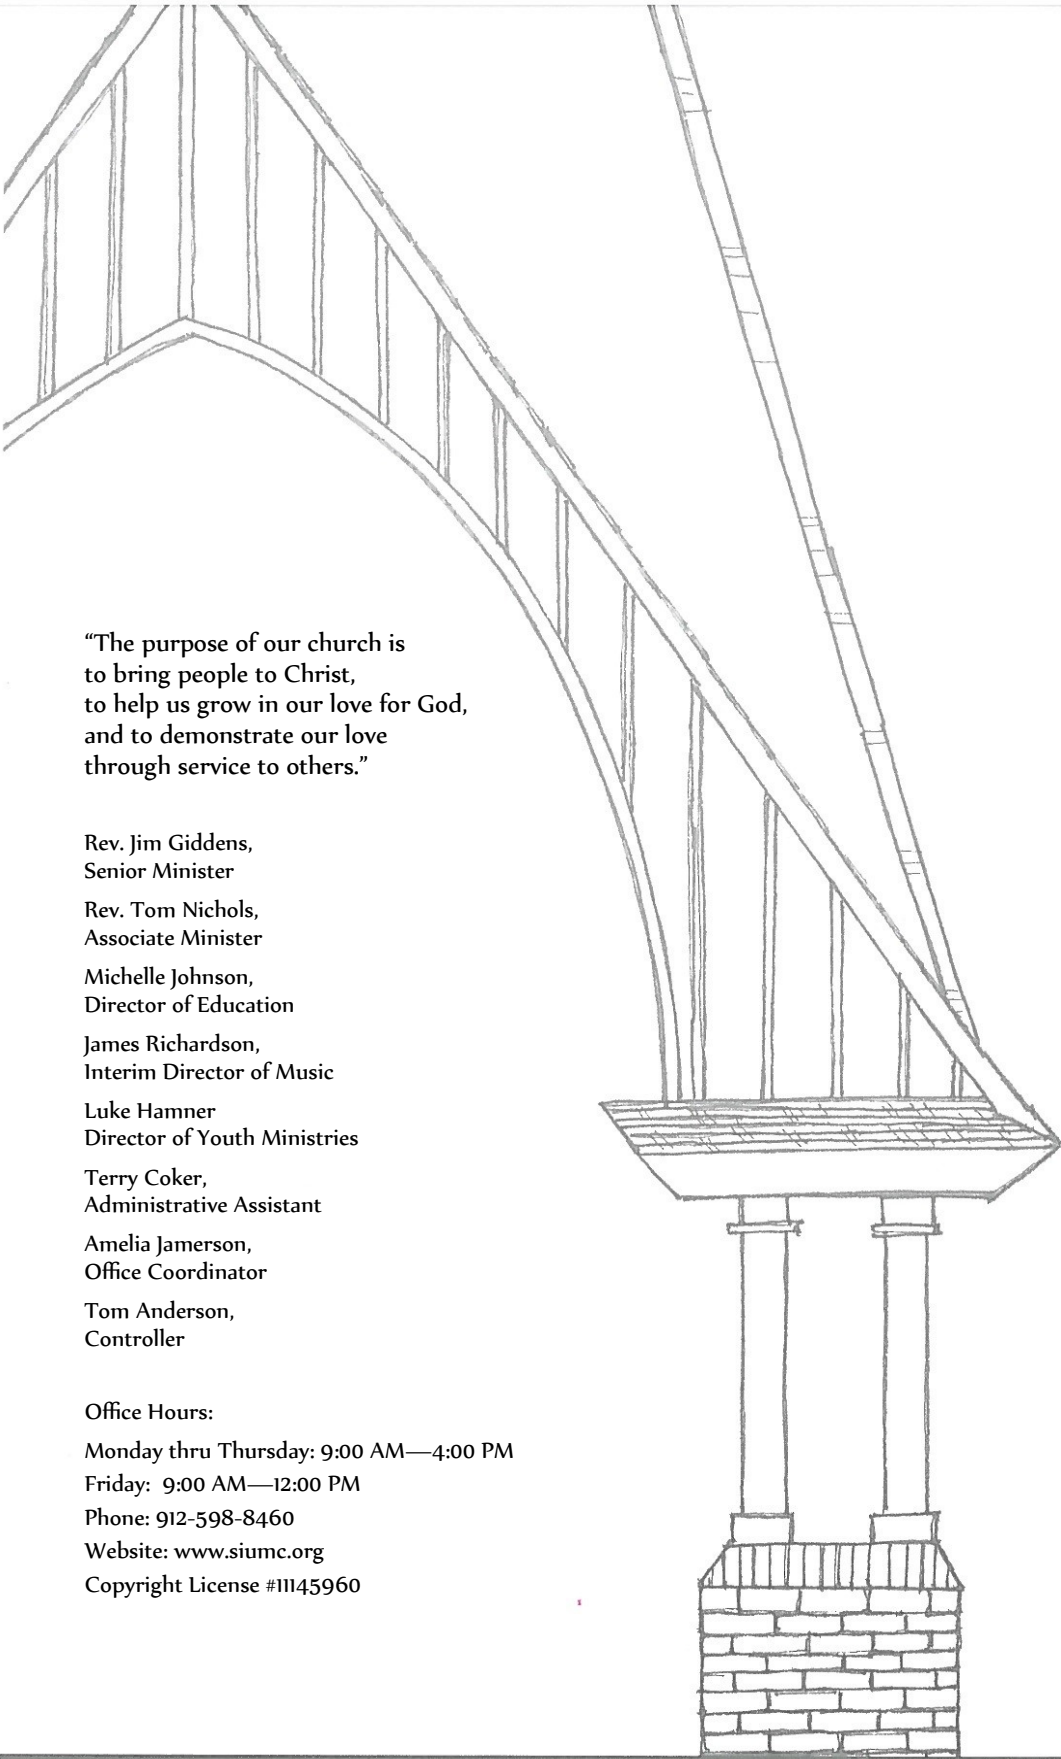 “The purpose of our church is
to bring people to Christ,
to help us grow in our love for God,
and to demonstrate our love
through service to others.”
Rev. Jim Giddens,
Senior Minister
Rev. Tom Nichols,
Associate Minister
Michelle Johnson,
Director of Education
James Richardson,
Interim Director of Music
Luke Hamner
Director of Youth Ministries
Terry Coker,
Administrative Assistant
Amelia Jamerson,
Office Coordinator
Tom Anderson,
Controller
Office Hours:
Monday thru Thursday: 9:00 AM—4:00 PM
Friday:  9:00 AM—12:00 PM
Phone: 912-598-8460
Website: www.siumc.org
Copyright License #11145960